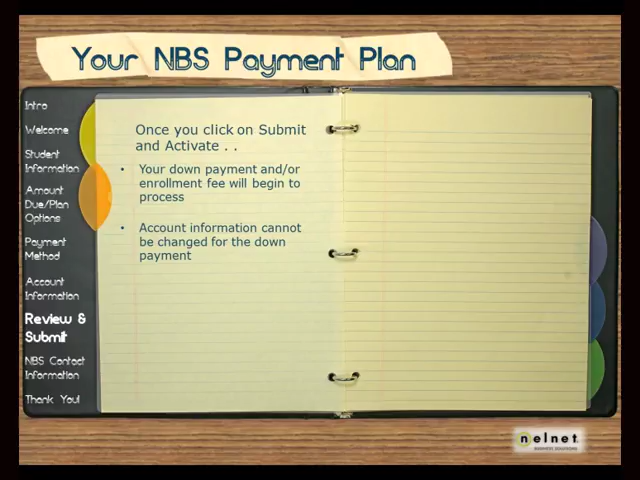 Your NBS Payment Plan
Intro
Welcome
Student
Information
Amount
Due/Plan
Options
Payment
Method
Account
Information
Review &
Submit
NBS Contact
Information
Thank You!
Once you click on Submit
and Activate . .
• Your down payment and/or
enrollment fee will begin to
process
• Account information cannot
be changed for the down
payment
nelnet
BUSINESS SOLUTIONS